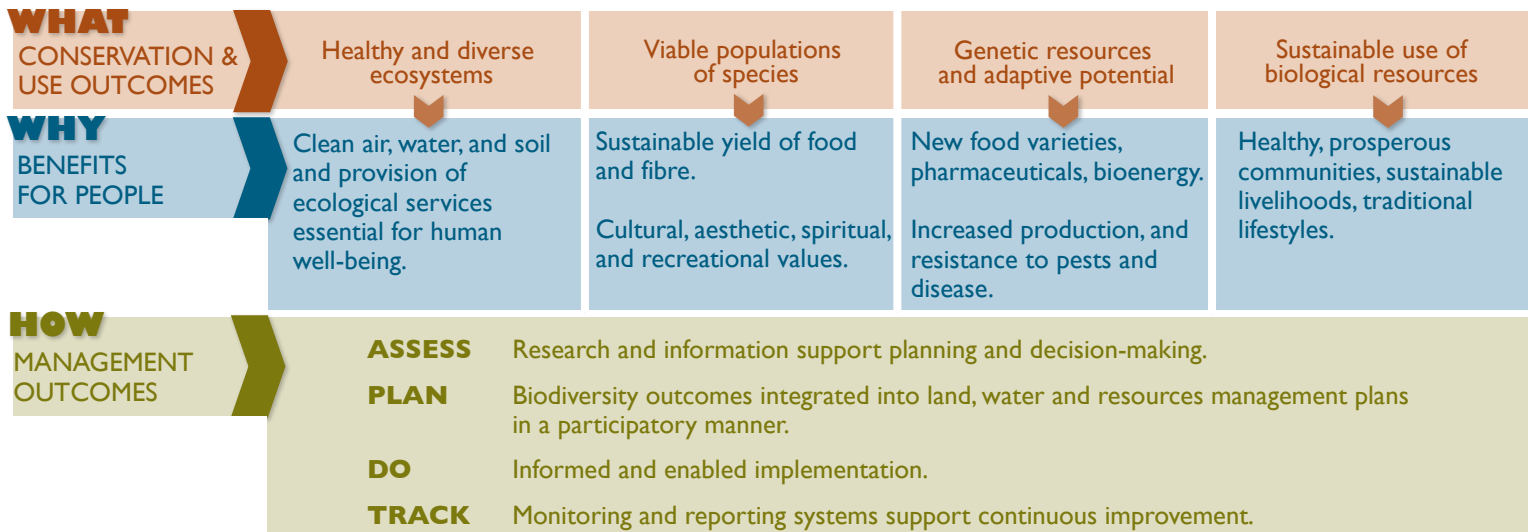 WHAT
CONSERVATION &
USE OUTCOMES
Healthy and diverse
ecosystems
Viable populations
of species
Genetic resources
and adaptive potential
Sustainable use of
biological resources
WHY
BENEFITS
FOR PEOPLE
Clean air, water, and soil
and provision of
ecological services
essential for human
well-being.
Sustainable yield of food
and fibre.
Cultural, aesthetic, spiritual,
and recreational values.
New food varieties,
pharmaceuticals, bioenergy.
Increased production, and
resistance to pests and
disease.
Healthy, prosperous
communities, sustainable
livelihoods, traditional
lifestyles.
HOW
MANAGEMENT
OUTCOMES
ASSESS Research and information support planning and decision-making.
PLAN Biodiversity outcomes integrated into land, water and resources management plans
in a participatory manner.
DO Informed and enabled implementation.
TRACK Monitoring and reporting systems support continuous improvement.